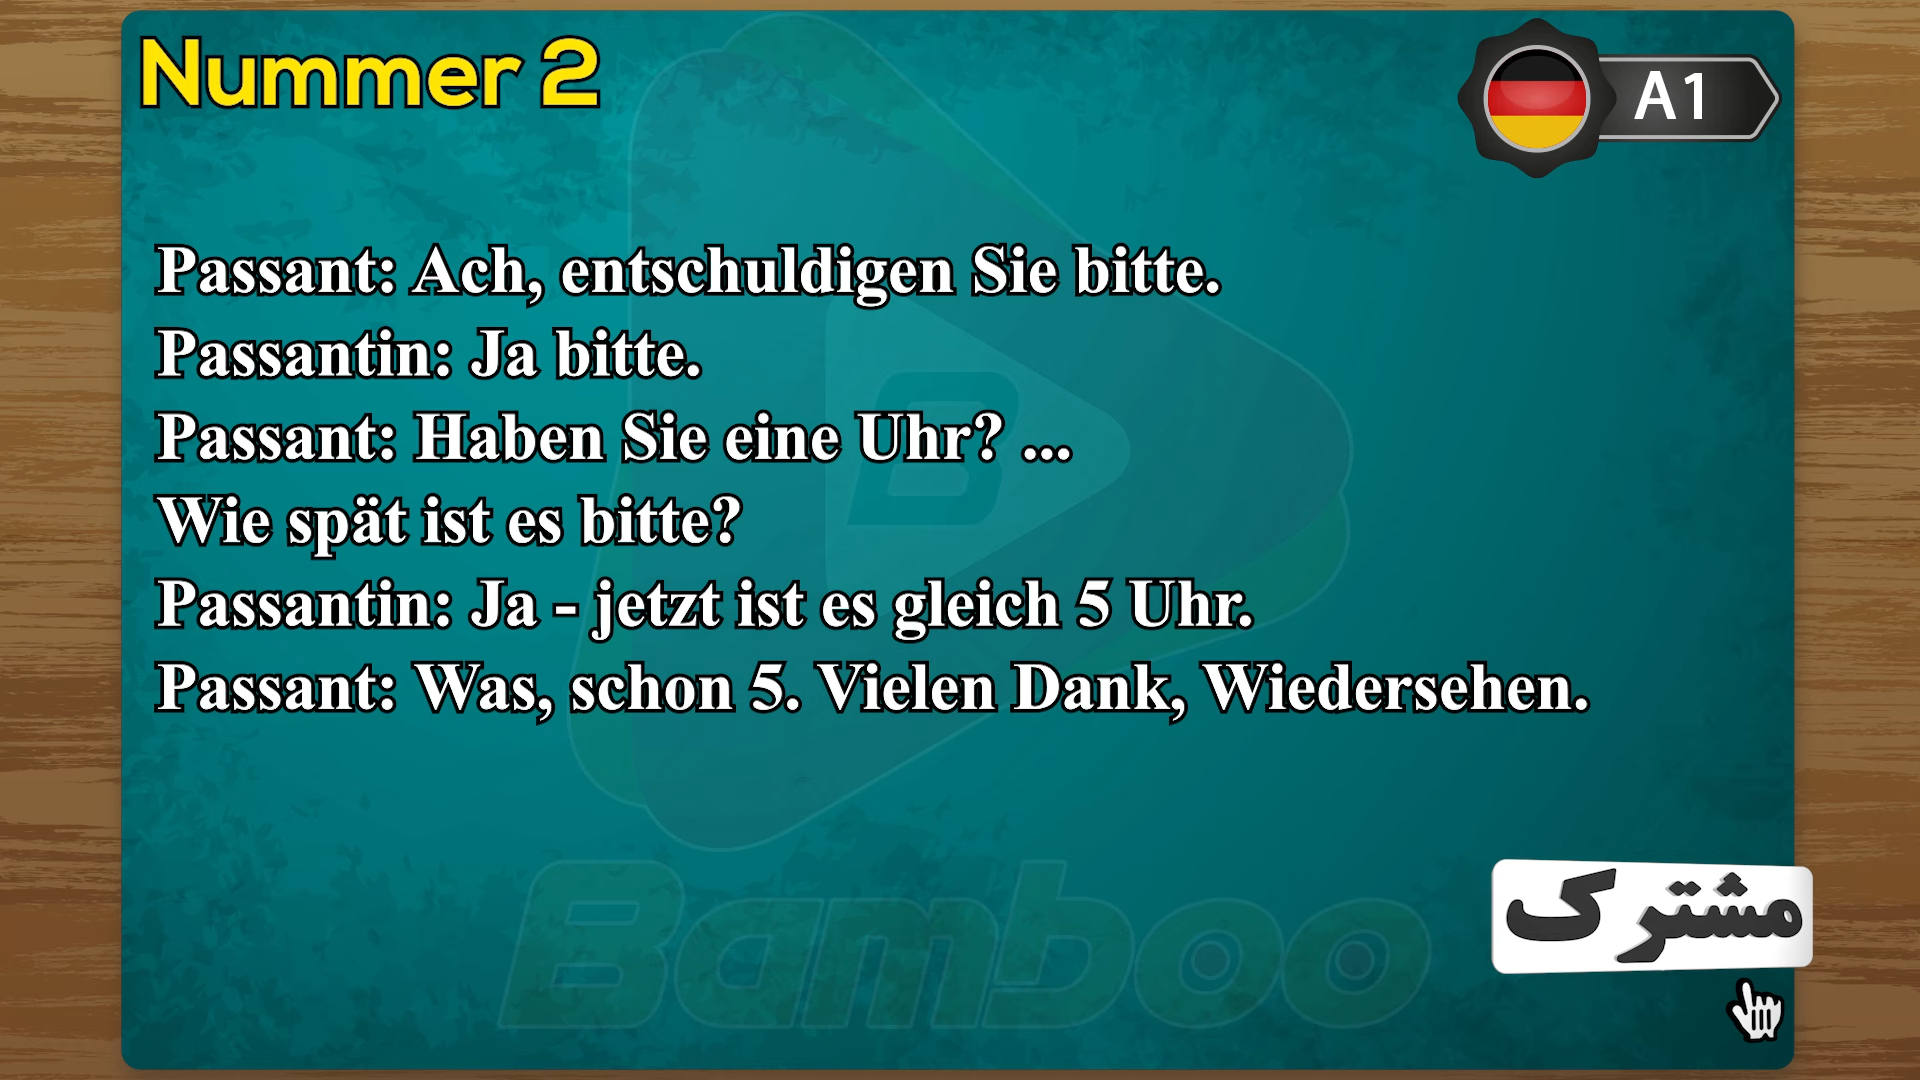 Nummer 2
A1
Passant: Ach, entschuldigen Sie bitte.
Passantin: Ja bitte.
Passant: Haben Sie eine Uhr? ...
Wie spät ist es bitte?
Passantin: Ja - jetzt ist es gleich 5 Uhr.
Passant: Was, schon 5. Vielen Dank, Wiedersehen.
B
Bamboo
مشترک